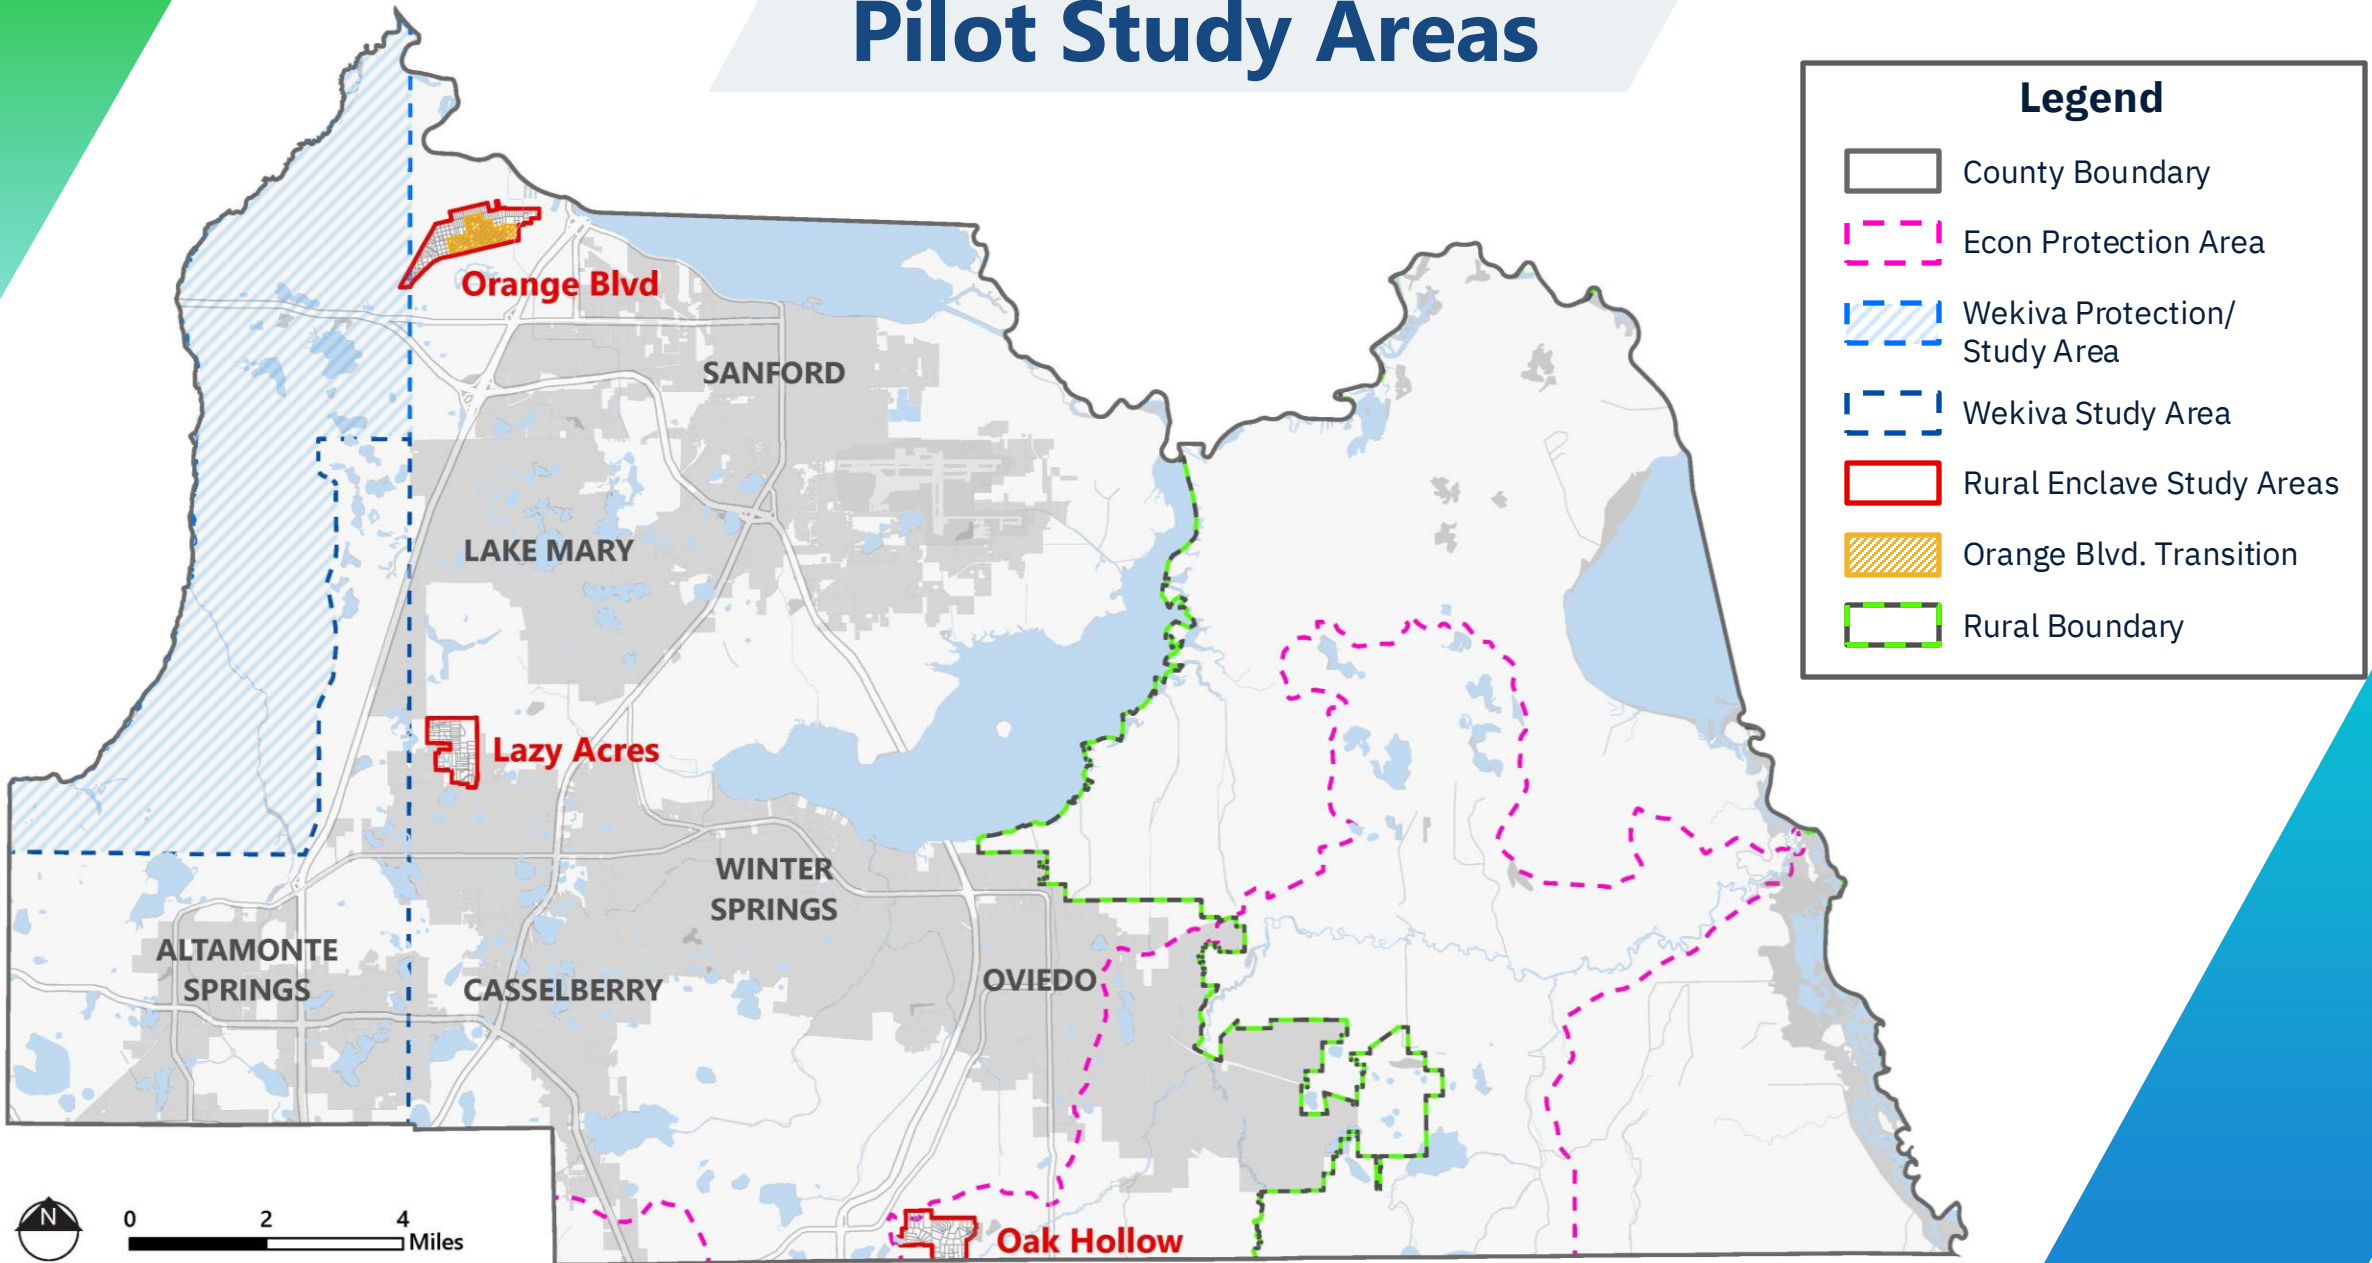 Pilot Study Areas
Legend
County Boundary
Econ Protection Area
Wekiva Protection/
Study Area
Wekiva Study Area
Rural Enclave Study Areas
Orange Blvd. Transition
Rural Boundary
Orange Blvd
SANFORD
LAKE MARY
Lazy Acres
WINTER
SPRINGS
ALTAMONTE
SPRINGS
CASSELBERRY
OVIEDO
Oak Hollow
N
0 2 4
Miles